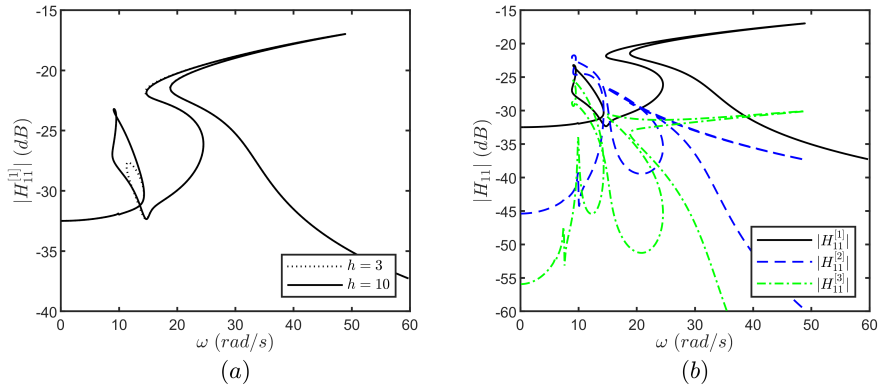 -15
-20
-25
-30
-35
-40
0 10 20 30 40 50 60
|H_{11}^{[1]}| (dB)
ω (rad/s)
h = 3
h = 10
(a)
-15
-20
-25
-30
-35
-40
-45
-50
-55
-60
0 10 20 30 40 50 60
|H_{11}| (dB)
ω (rad/s)
|H_{11}^{[1]}|
|H_{11}^{[2]}|
|H_{11}^{[3]}|
(b)